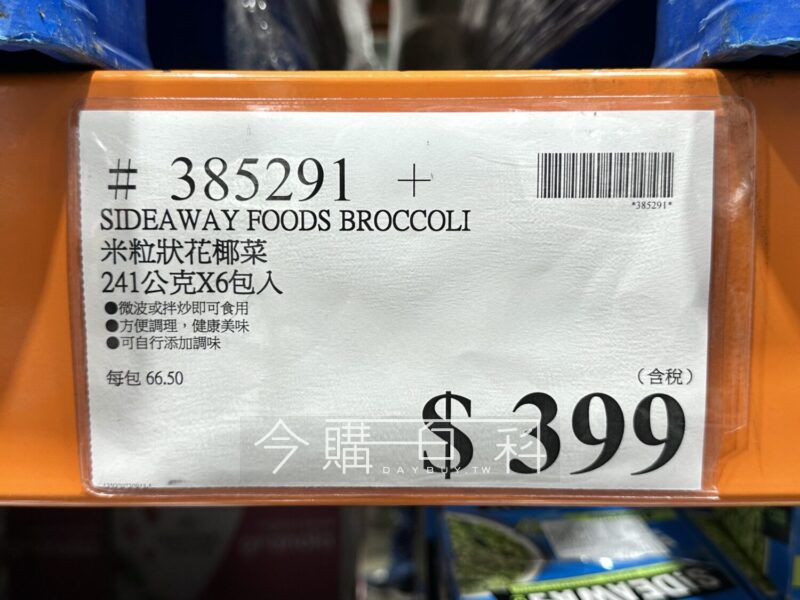 # 385291 +
*385291*
SIDEAWAY FOODS BROCCOLI
米粒狀花椰菜
241公克X6包入
●微波或拌炒即可食用
●方便調理，健康美味
●可自行添加調味
每包 66.50
（含稅）
$ 399
今購百科
DAYBUY.TW
SIDEAWAY